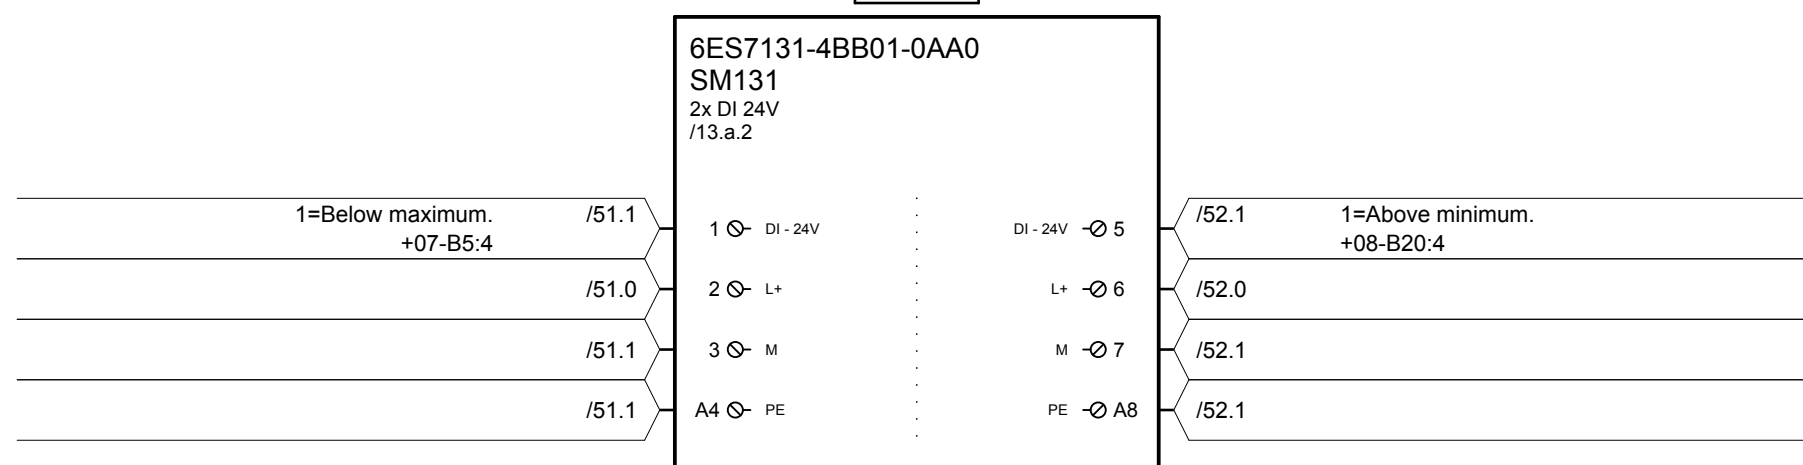 6ES7131-4BB01-0AA0
SM131
2x DI 24V
/13.a.2
1=Below maximum. /51.1 1 DI - 24V DI - 24V 5 /52.1 1=Above minimum.
+07-B5:4 +08-B20:4
/51.0 2 L+ L+ 6 /52.0
/51.1 3 M M 7 /52.1
/51.1 A4 PE PE A8 /52.1